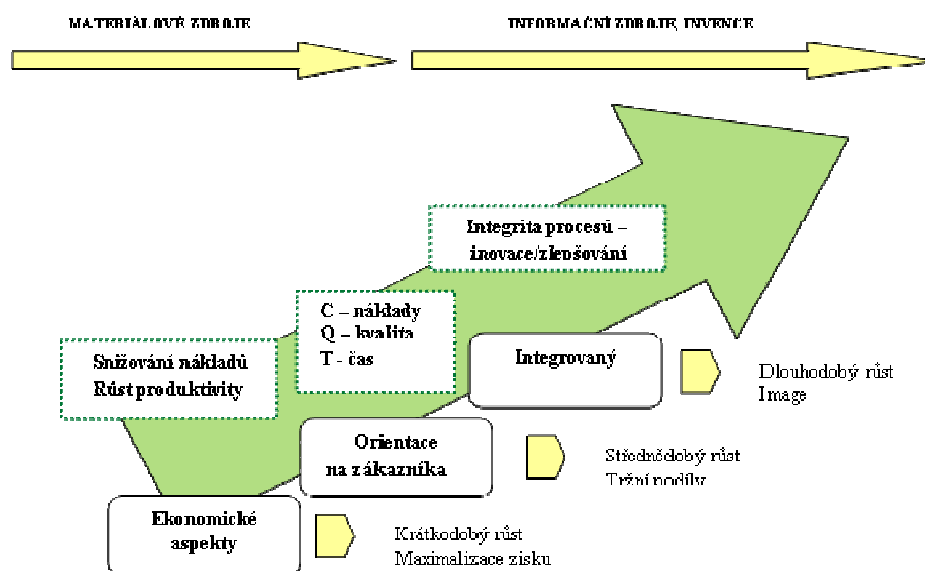 MATERIÁLOVÉ ZDROJE
INFORMAČNÍ ZDROJE, INVENCE
Integrita procesů –
inovace/zlepšování
C – náklady
Q – kvalita
T - čas
Snižování nákladů
Růst produktivity
Integrovaný
Dlouhodobý růst
Image
Orientace
na zákazníka
Střednědobý růst
Tržní podíly
Ekonomické
aspekty
Krátkodobý růst
Maximalizace zisku